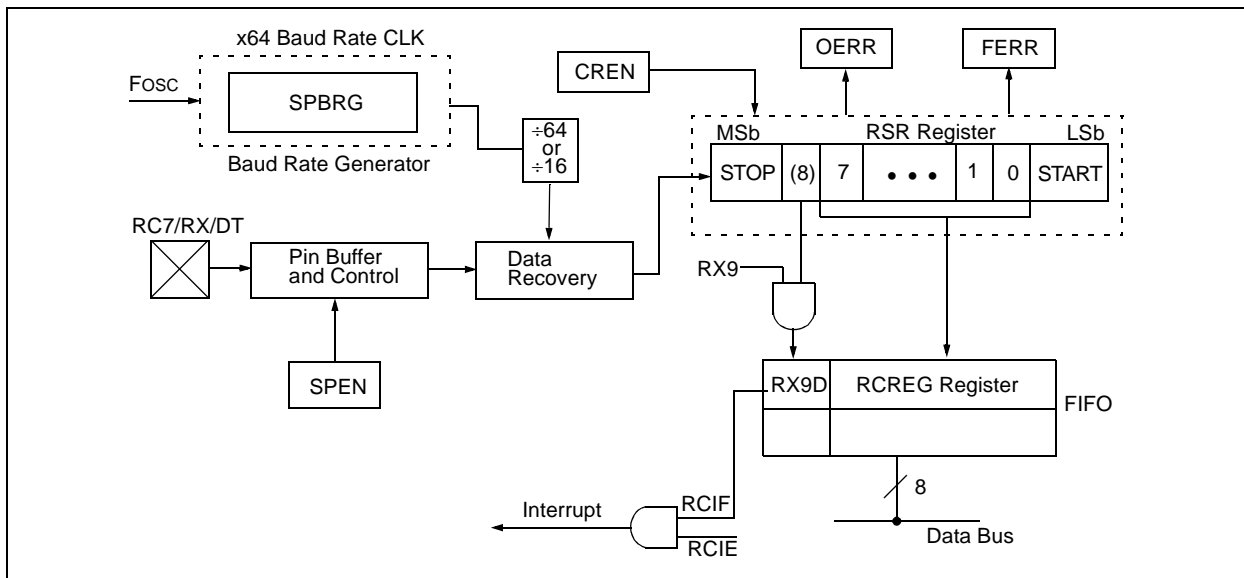 x64 Baud Rate CLK
FOSC
SPBRG
Baud Rate Generator
÷64
or
÷16
CREN
OERR
FERR
MSb
RSR Register
LSb
STOP
(8)
7
• • •
1
0
START
RC7/RX/DT
Pin Buffer
and Control
Data
Recovery
SPEN
RX9
RX9D
RCREG Register
FIFO
8
Data Bus
Interrupt
RCIF
RCIE